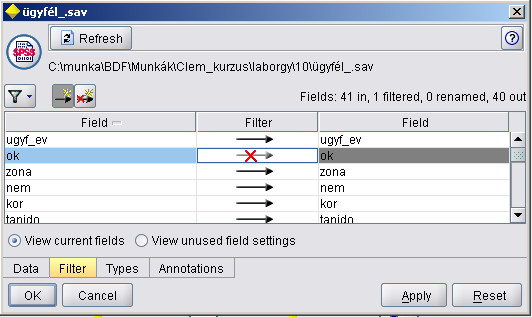 ügyfél_.sav
SPSS
Refresh
?
C:\munka\BDF\Munkák\Clem_kurzus\laborgy\10\ügyfél_.sav
Fields: 41 in, 1 filtered, 0 renamed, 40 out
Field Filter Field
ugyf_ev ugyf_ev
ok ok
zona zona
nem nem
kor kor
tanido tanido
View current fields View unused field settings
Data Filter Types Annotations
OK Cancel Apply Reset